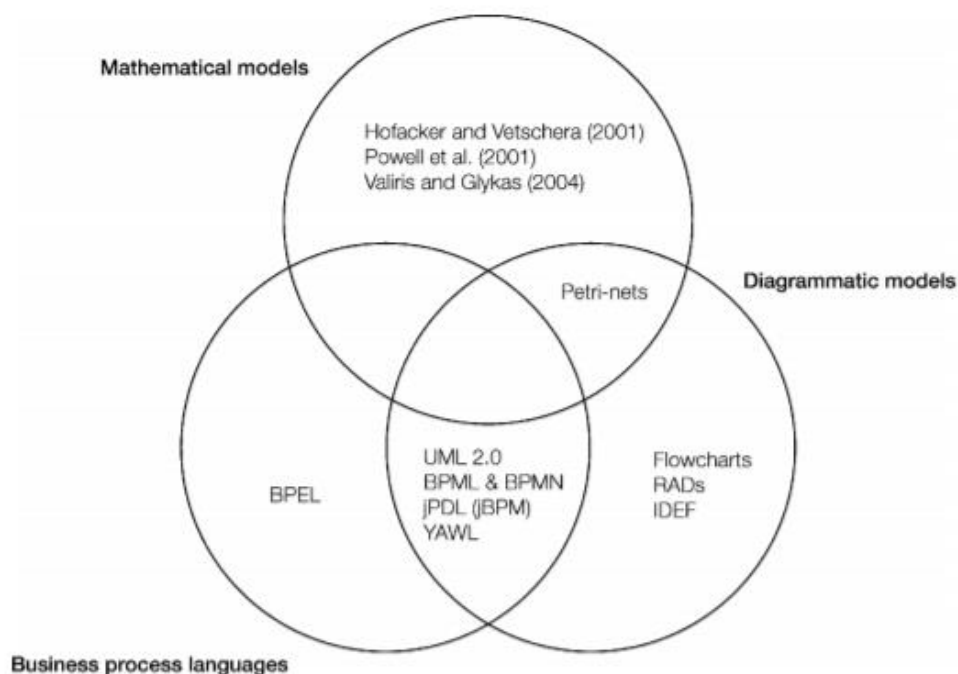 Mathematical models
Hofacker and Vetschera (2001)
Powell et al. (2001)
Valiris and Glykas (2004)
Diagrammatic models
Petri-nets
UML 2.0
BPML & BPMN
jPDL (jBPM)
YAWL
Flowcharts
RADs
IDEF
BPEL
Business process languages